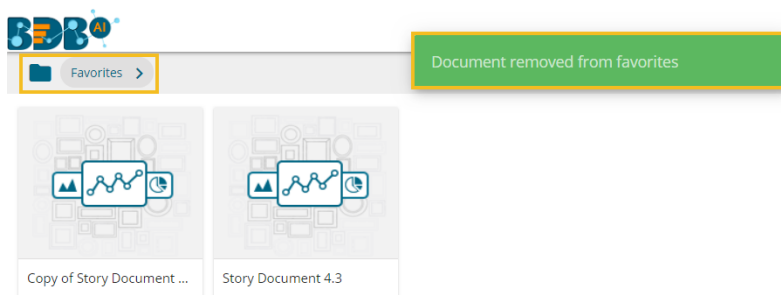 BDB AI
Favorites >
Document removed from favorites
Copy of Story Document ...
Story Document 4.3